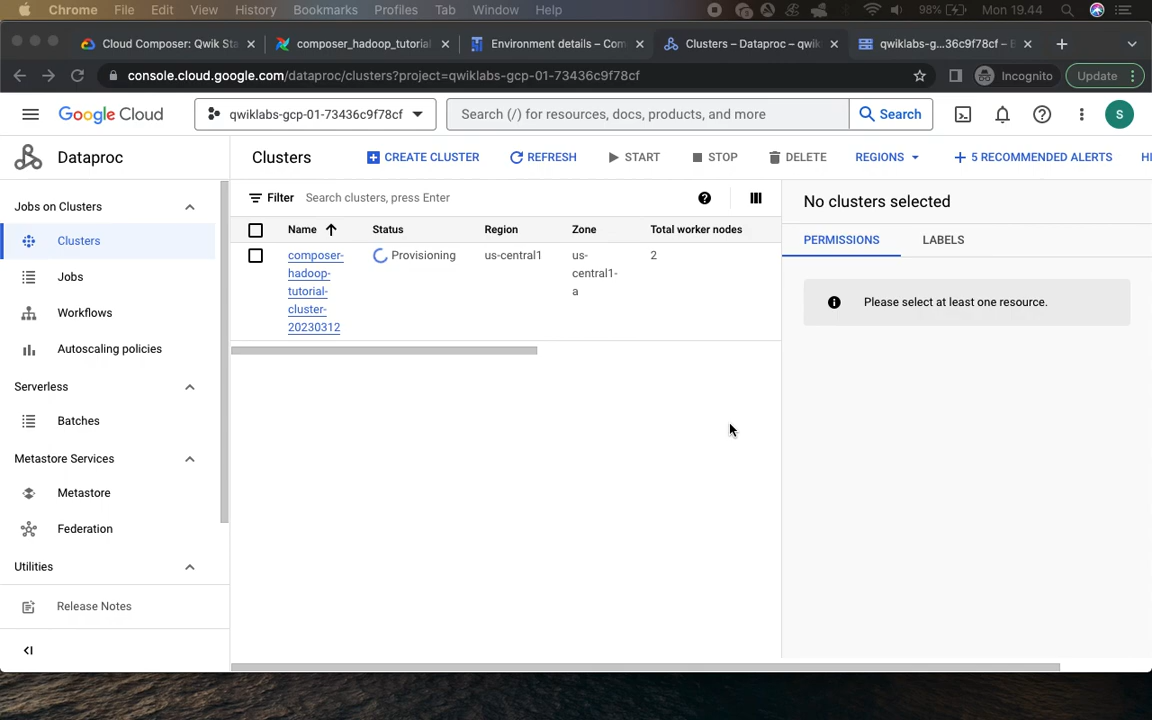 Chrome File Edit View History Bookmarks Profiles Tab Window Help 98% Mon 19.44
Cloud Composer: Qwik Sta composer_hadoop_tutorial Environment details – Com Clusters – Dataproc – qwik qwiklabs-g...36c9f78cf – B
console.cloud.google.com/dataproc/clusters?project=qwiklabs-gcp-01-73436c9f78cf Incognito Update
Google Cloud qwiklabs-gcp-01-73436c9f78cf Search (/) for resources, docs, products, and more Search S
Dataproc Clusters CREATE CLUSTER REFRESH START STOP DELETE REGIONS 5 RECOMMENDED ALERTS HI
Jobs on Clusters
Clusters
Jobs
Workflows
Autoscaling policies
Serverless
Batches
Metastore Services
Metastore
Federation
Utilities
Release Notes
Filter Search clusters, press Enter
Name Status Region Zone Total worker nodes
composer- Provisioning us-central1 us- 2
hadoop- central1-
tutorial- a
cluster-
20230312
No clusters selected
PERMISSIONS LABELS
Please select at least one resource.